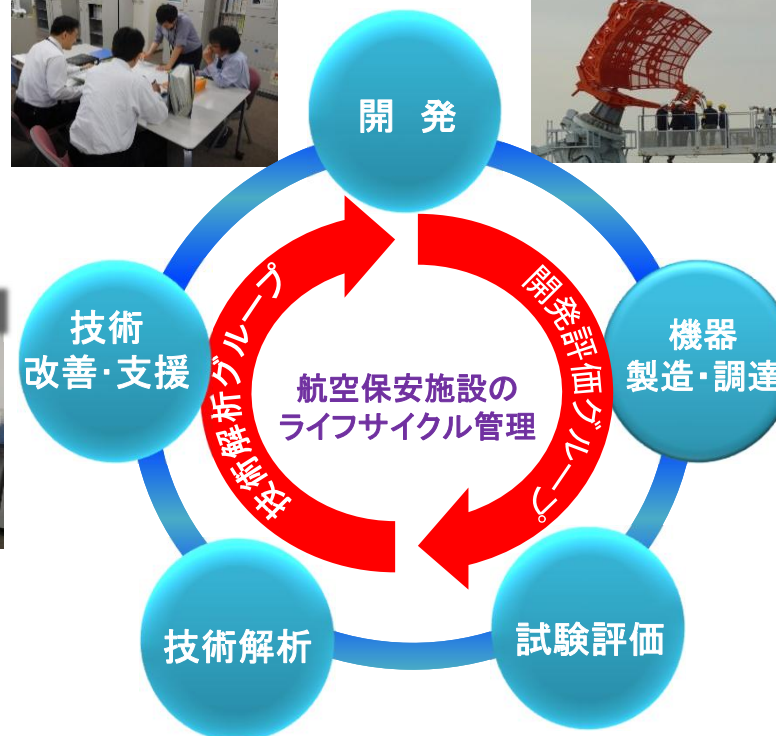 開 発
機器
製造・調達
試験評価
技術解析
技術
改善・支援
開発評価グループ
技術解析グループ
航空保安施設の
ライフサイクル管理